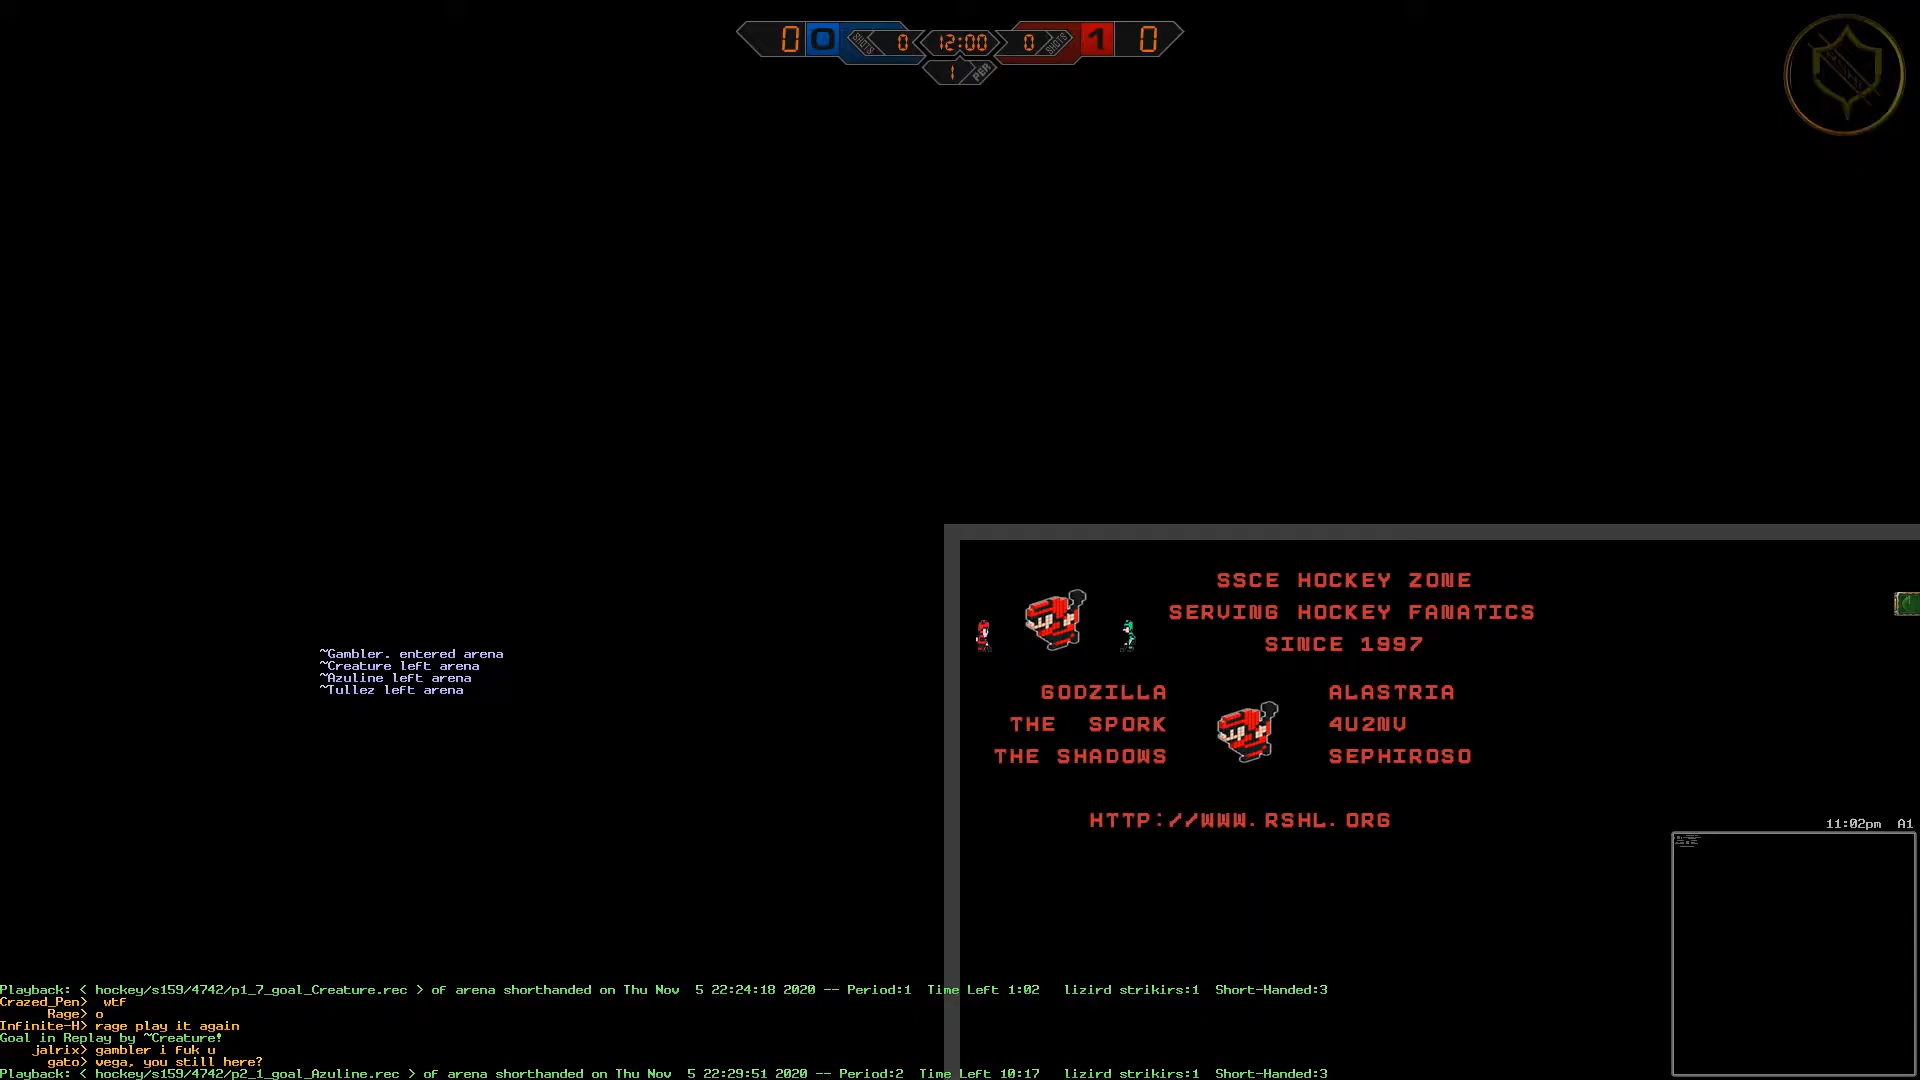 0 0 SHOTS 0 12:00 0 SHOTS 1 0
1 PER
SSCE HOCKEY ZONE
SERVING HOCKEY FANATICS
SINCE 1997
~Gambler. entered arena
~Creature left arena
~Azuline left arena
~Tullez left arena
GODZILLA ALASTRIA
THE SPORK 4U2NV
THE SHADOWS SEPHIROSO
HTTP://WWW.RSHL.ORG
11:02pm A1
Playback: < hockey/s159/4742/p1_7_goal_Creature.rec > of arena shorthanded on Thu Nov 5 22:24:18 2020 -- Period:1 Time Left 1:02 lizird strikirs:1 Short-Handed:3
Crazed_Pen> wtf
Rage> o
Infinite-H> rage play it again
Goal in Replay by ~Creature!
jalrix> gambler i fuk u
gato> vega, you still here?
Playback: < hockey/s159/4742/p2_1_goal_Azuline.rec > of arena shorthanded on Thu Nov 5 22:29:51 2020 -- Period:2 Time Left 10:17 lizird strikirs:1 Short-Handed:3